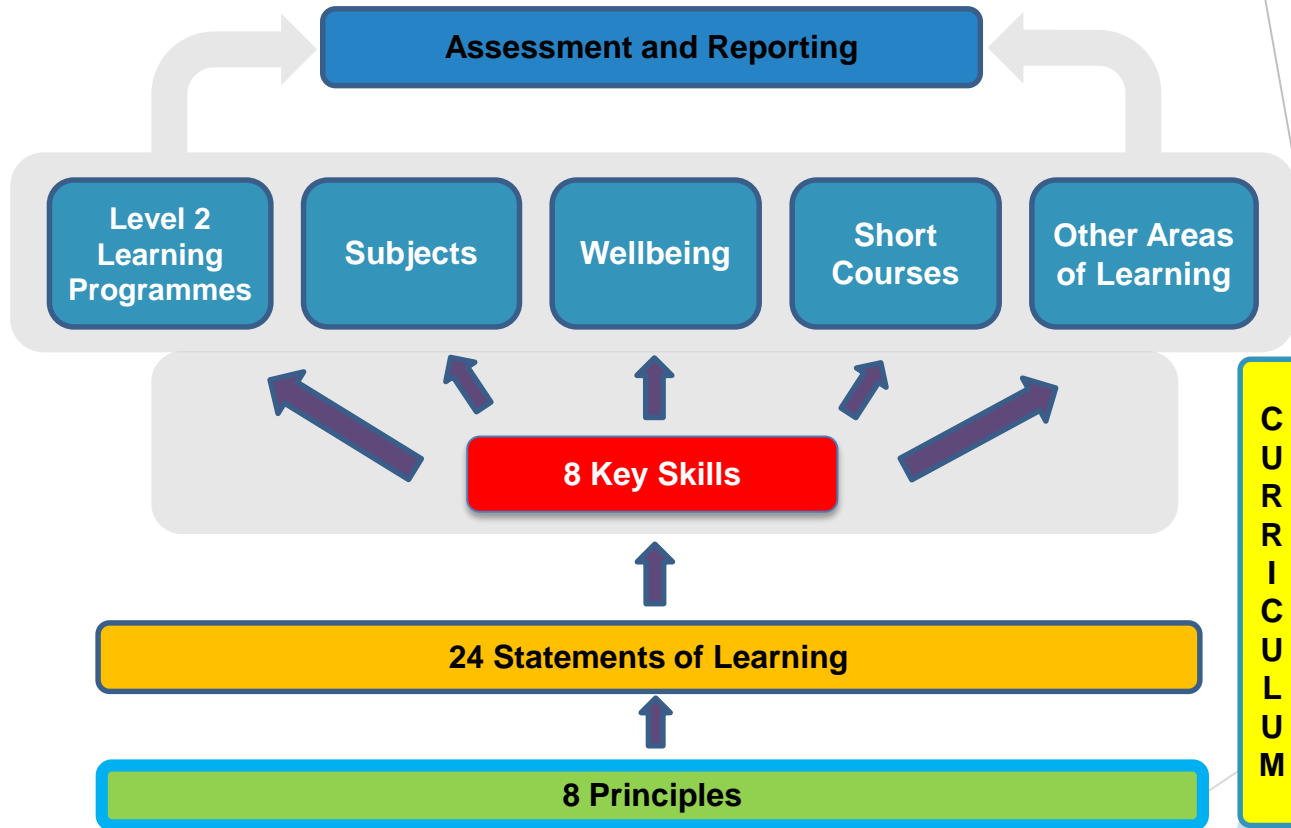 Assessment and Reporting
Level 2
Learning
Programmes
Subjects
Wellbeing
Short
Courses
Other Areas
of Learning
8 Key Skills
24 Statements of Learning
8 Principles
C
U
R
R
I
C
U
L
U
M